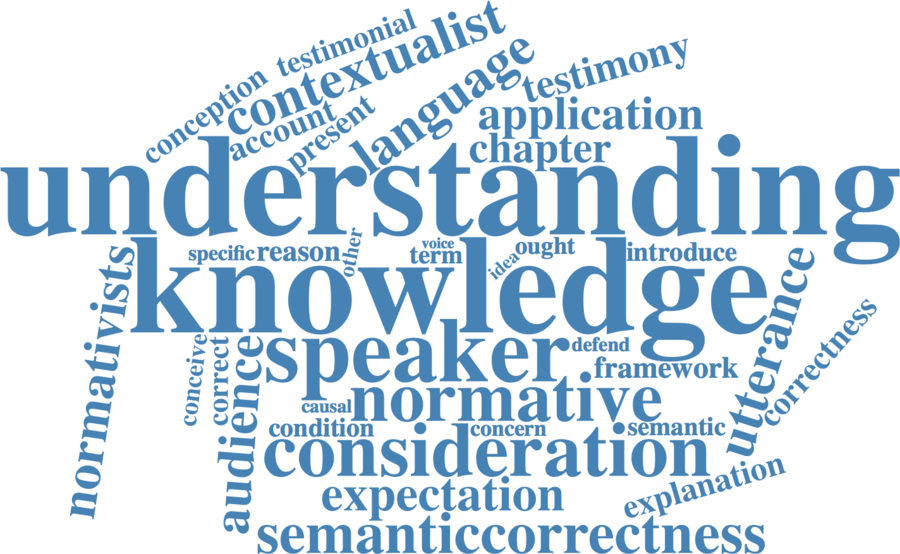 testimonial
contextualist
conception
account
present
language
testimony
application
chapter
understanding
specific
reason
other
term
voice
idea
ought
introduce
knowledge
normativists
utterance
correctness
speaker
defend
framework
conceive
correct
audience
causal
normative
condition
concern
semantic
consideration
explanation
expectation
semanticcorrectness